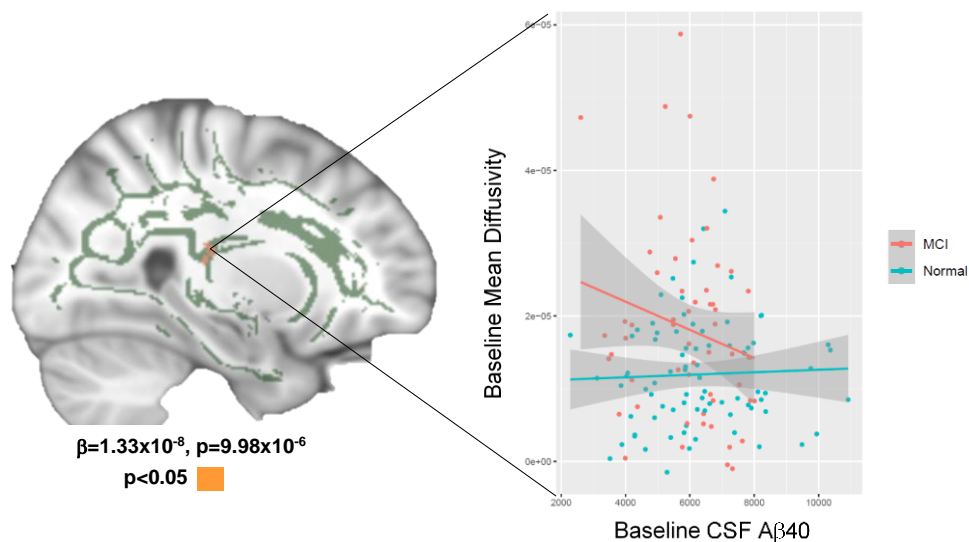 β=1.33x10⁻⁸, p=9.98x10⁻⁶
p<0.05
Baseline Mean Diffusivity
6e−05
4e−05
2e−05
0e+00
2000 4000 6000 8000 10000
Baseline CSF Aβ40
MCI
Normal